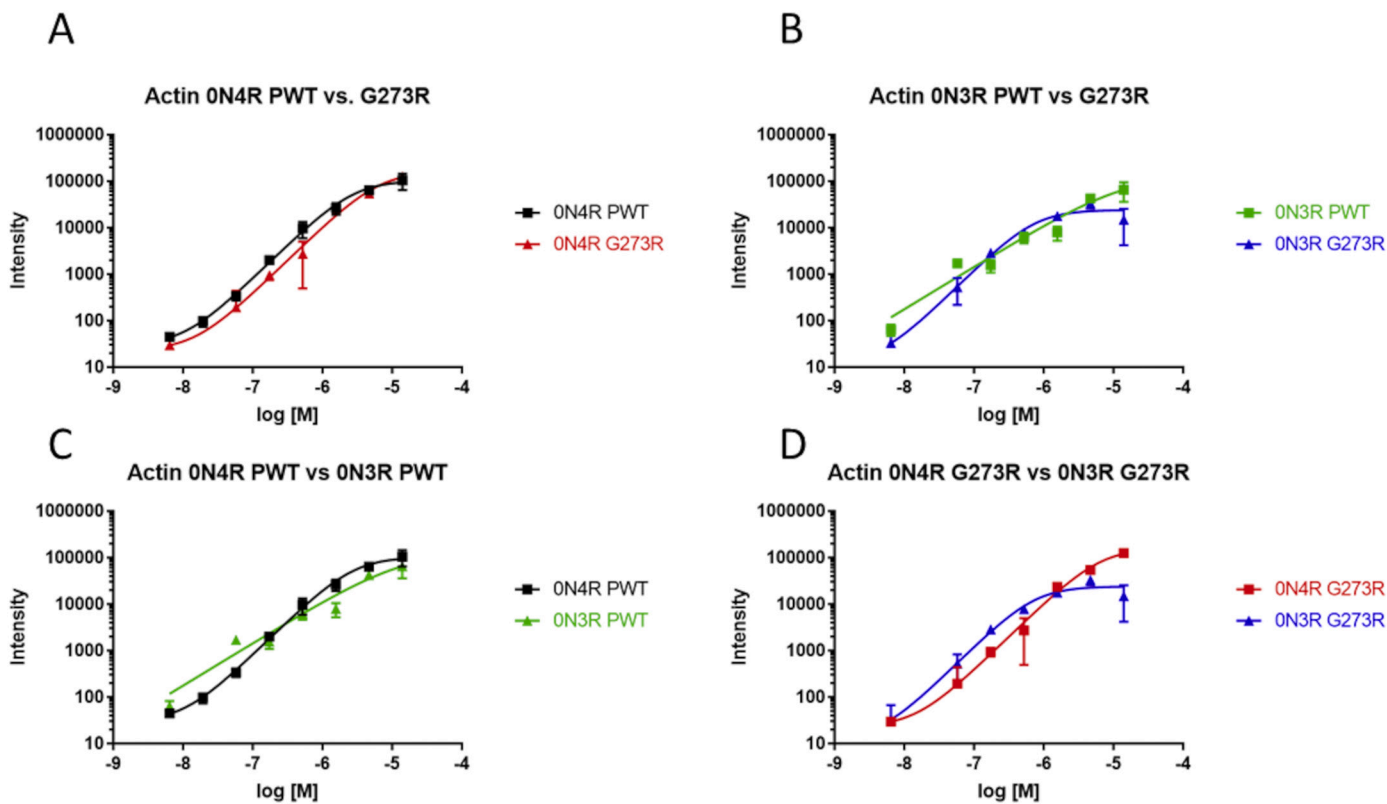 A
Actin 0N4R PWT vs. G273R
1000000
100000
10000
1000
100
10
Intensity
-9 -8 -7 -6 -5 -4
log [M]
0N4R PWT
0N4R G273R
B
Actin 0N3R PWT vs G273R
1000000
100000
10000
1000
100
10
Intensity
-9 -8 -7 -6 -5 -4
log [M]
0N3R PWT
0N3R G273R
C
Actin 0N4R PWT vs 0N3R PWT
1000000
100000
10000
1000
100
10
Intensity
-9 -8 -7 -6 -5 -4
log [M]
0N4R PWT
0N3R PWT
D
Actin 0N4R G273R vs 0N3R G273R
1000000
100000
10000
1000
100
10
Intensity
-9 -8 -7 -6 -5 -4
log [M]
0N4R G273R
0N3R G273R